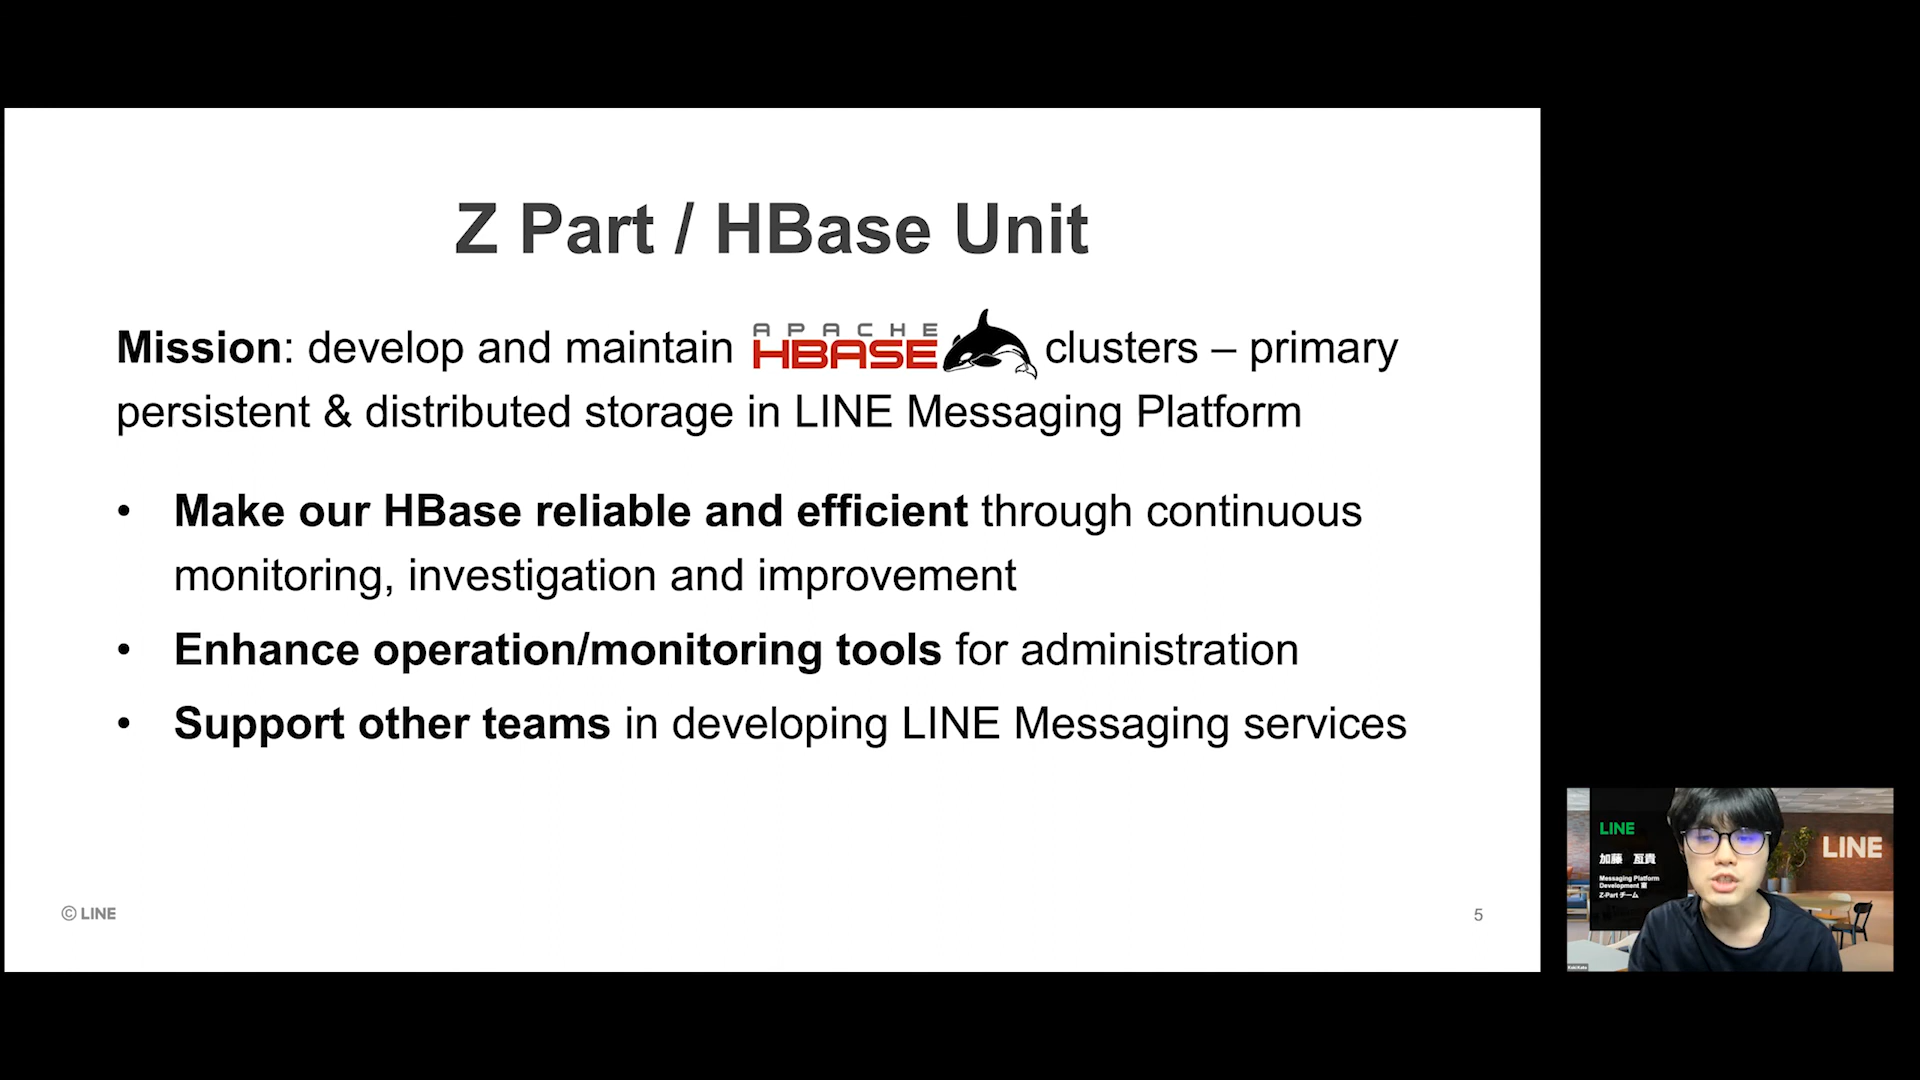 Z Part / HBase Unit
Mission: develop and maintain APACHE HBASE clusters – primary
persistent & distributed storage in LINE Messaging Platform
• Make our HBase reliable and efficient through continuous
monitoring, investigation and improvement
• Enhance operation/monitoring tools for administration
• Support other teams in developing LINE Messaging services
© LINE
5
LINE
加藤 亙貴
Messaging Platform
Development 室
Z-Part チーム
LINE